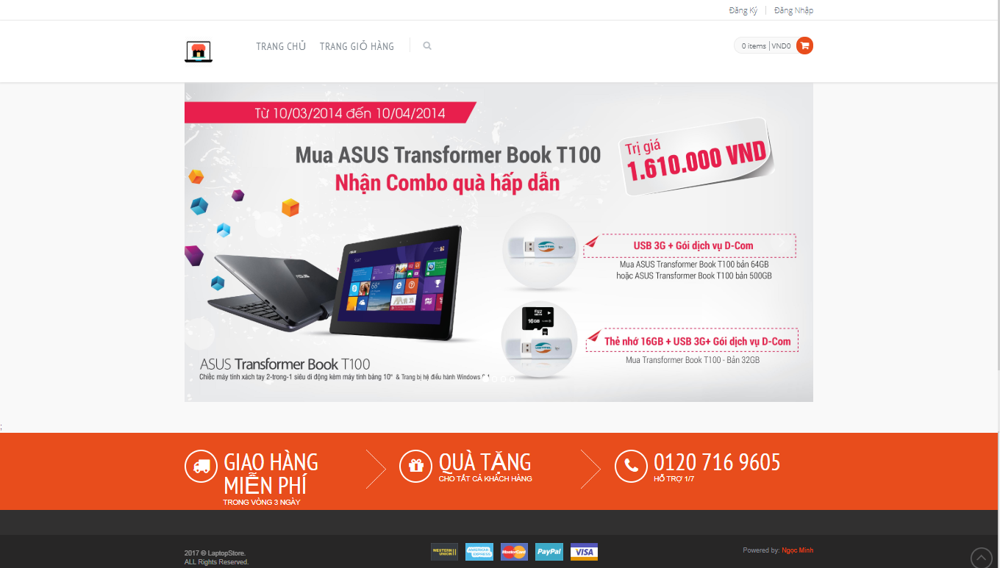 Đăng Ký
Đăng Nhập
TRANG CHỦ
TRANG GIỎ HÀNG
0 items | VND0
Từ 10/03/2014 đến 10/04/2014
Mua ASUS Transformer Book T100
Nhận Combo quà hấp dẫn
Trị giá
1.610.000 VND
USB 3G + Gói dịch vụ D-Com
Mua ASUS Transformer Book T100 bản 64GB
hoặc ASUS Transformer Book T100 bản 500GB
Thẻ nhớ 16GB + USB 3G+ Gói dịch vụ D-Com
Mua Transformer Book T100 - Bản 32GB
ASUS
Start
68°
viettel
16GB
viettel
ASUS Transformer Book T100
Chiếc máy tính xách tay 2-trong-1 siêu di động kèm máy tính bảng 10" & Trang bị hệ điều hành Windows
;
GIAO HÀNG
MIỄN PHÍ
TRONG VÒNG 3 NGÀY
QUÀ TẶNG
CHO TẤT CẢ KHÁCH HÀNG
0120 716 9605
HỖ TRỢ 1/7
2017 © LaptopStore.
ALL Rights Reserved.
WESTERN
UNION
AMERICAN
EXPRESS
MasterCard
PayPal
VISA
Powered by: Ngoc Minh